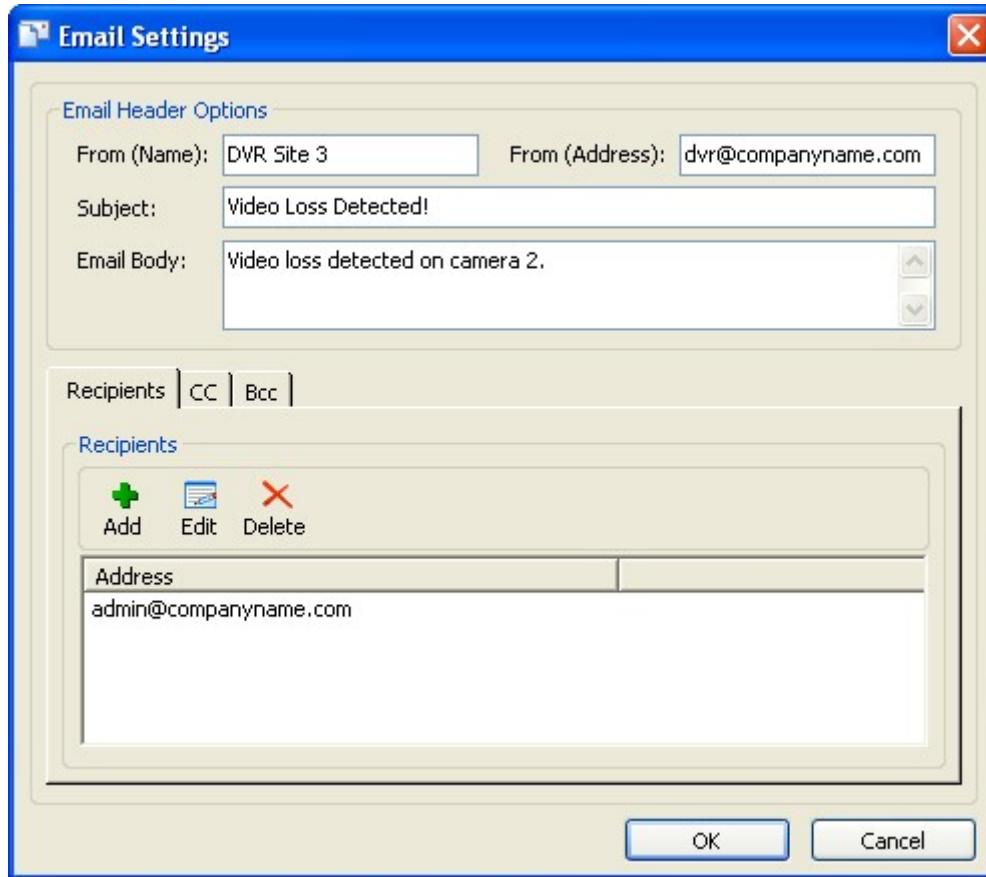 Email Settings
Email Header Options
From (Name): DVR Site 3 From (Address): dvr@companyname.com
Subject: Video Loss Detected!
Email Body: Video loss detected on camera 2.
Recipients CC Bcc
Recipients
Add Edit Delete
Address
admin@companyname.com
OK Cancel